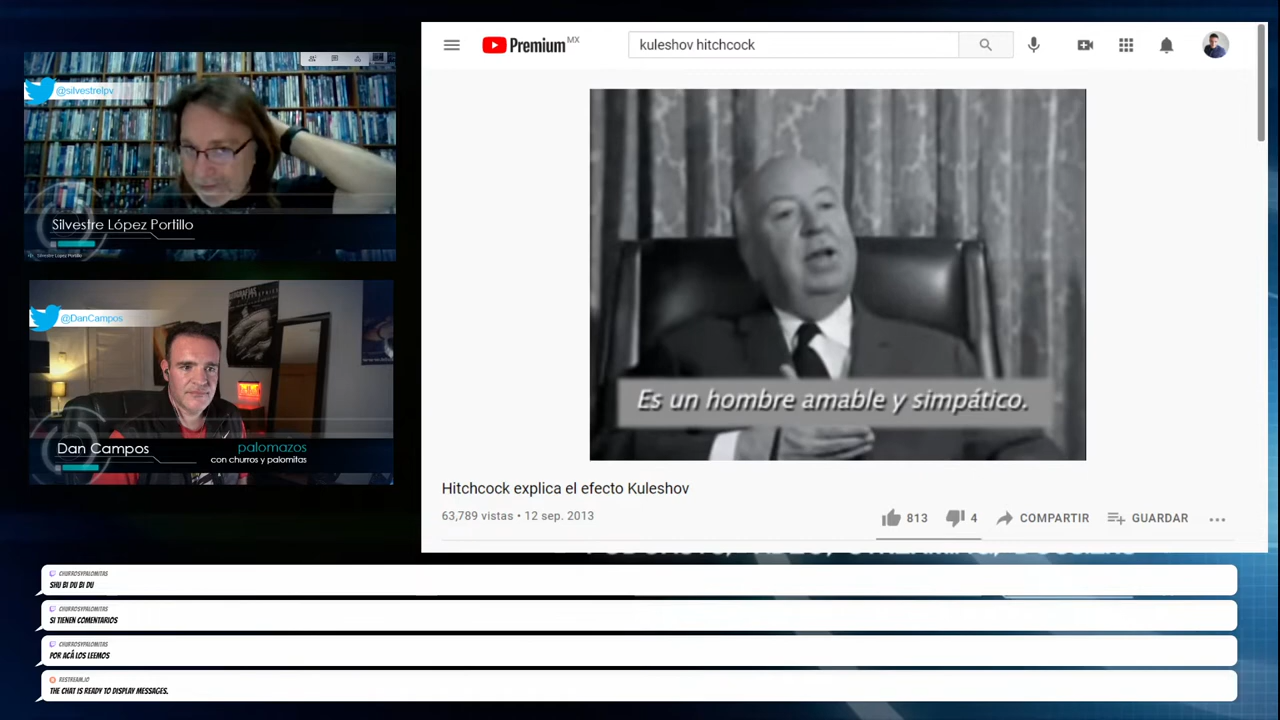 @silvestrelpv
Silvestre López Portillo
Silvestre López Portillo
@DanCampos
Dan Campos
palomazos
con churros y palomitas
Premium MX
kuleshov hitchcock
Es un hombre amable y simpático.
Hitchcock explica el efecto Kuleshov
63,789 vistas • 12 sep. 2013
813
4
COMPARTIR
GUARDAR
CHURROSYPALOMITAS
SHU BI DU BI DU
CHURROSYPALOMITAS
SI TIENEN COMENTARIOS
CHURROSYPALOMITAS
POR ACÁ LOS LEEMOS
RESTREAM.IO
THE CHAT IS READY TO DISPLAY MESSAGES.